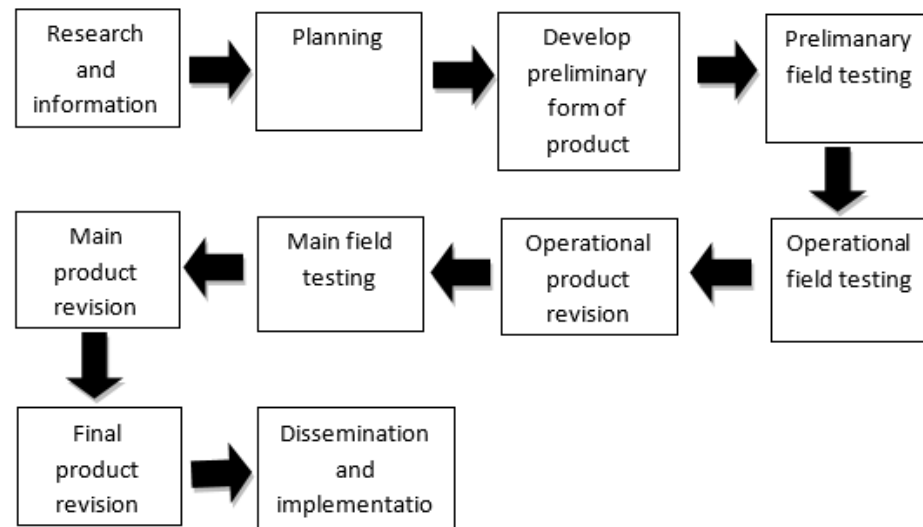 Research
and
information
Planning
Develop
preliminary
form of
product
Prelimanary
field testing
Operational
field testing
Operational
product
revision
Main field
testing
Main
product
revision
Final
product
revision
Dissemination
and
implementatio